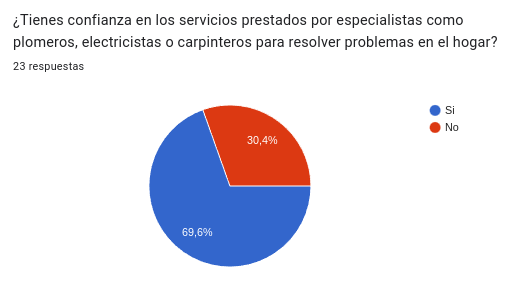 ¿Tienes confianza en los servicios prestados por especialistas como
plomeros, electricistas o carpinteros para resolver problemas en el hogar?
23 respuestas
Si
No
30,4%
69,6%